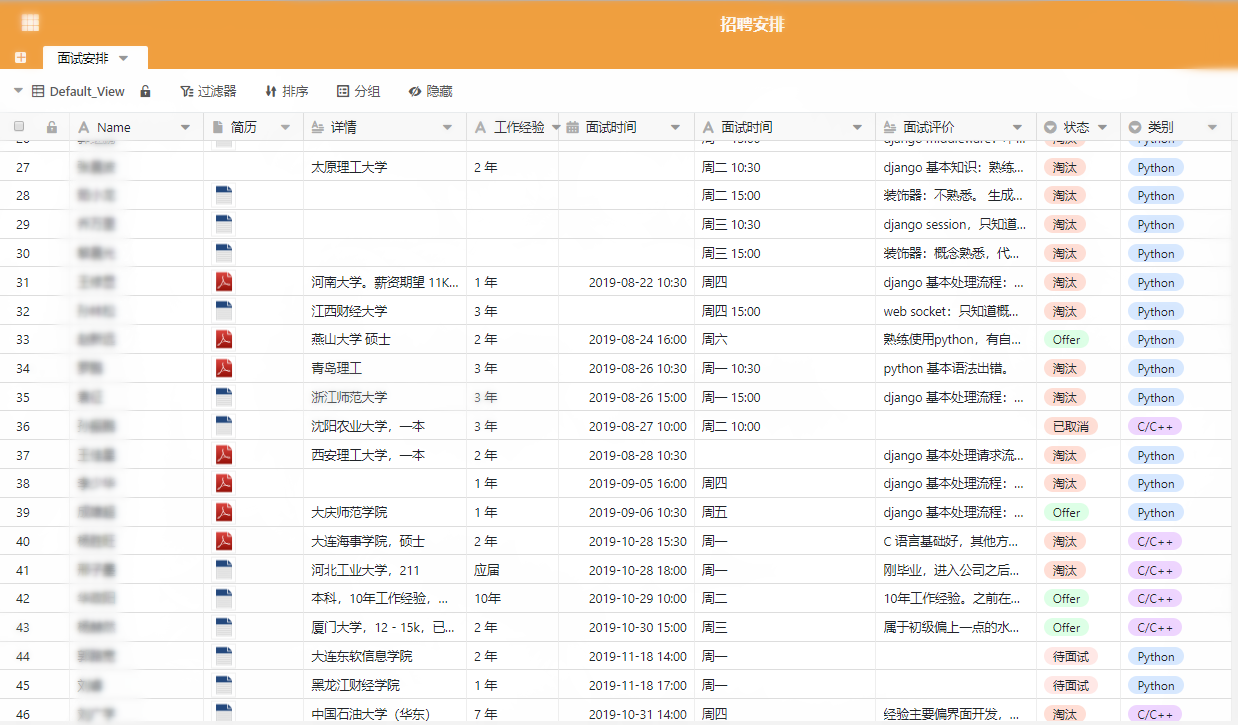 招聘安排
面试安排
Default_View 过滤器 排序 分组 隐藏
Name 简历 详情 工作经验 面试时间 面试时间 面试评价 状态 类别
27 太原理工大学 2 年 周二 10:30 django 基本知识：熟练... 淘汰 Python
28 周二 15:00 装饰器：不熟悉。 生成... 淘汰 Python
29 周三 10:30 django session，只知道... 淘汰 Python
30 周三 15:00 装饰器：概念熟悉，代... 淘汰 Python
31 河南大学。薪资期望 11K... 1 年 2019-08-22 10:30 周四 django 基本处理流程：... 淘汰 Python
32 江西财经大学 3 年 周四 15:00 web socket：只知道概... 淘汰 Python
33 燕山大学 硕士 2 年 2019-08-24 16:00 周六 熟练使用python，有自... Offer Python
34 青岛理工 3 年 2019-08-26 10:30 周一 10:30 python 基本语法出错。 淘汰 Python
35 浙江师范大学 3 年 2019-08-26 15:00 周一 15:00 django 基本处理流程：... 淘汰 Python
36 沈阳农业大学，一本 3 年 2019-08-27 10:00 周二 10:00 已取消 C/C++
37 西安理工大学，一本 2 年 2019-08-28 10:30 django 基本处理请求流... 淘汰 Python
38 1 年 2019-09-05 16:00 周四 django 基本处理流程：... 淘汰 Python
39 大庆师范学院 1 年 2019-09-06 10:30 周五 django 基本处理流程：... Offer Python
40 大连海事学院，硕士 2 年 2019-10-28 15:30 周一 C 语言基础好，其他方... 淘汰 C/C++
41 河北工业大学，211 应届 2019-10-28 18:00 周一 刚毕业，进入公司之后... 淘汰 C/C++
42 本科，10年工作经验，... 10年 2019-10-29 10:00 周二 10年工作经验。之前在... Offer C/C++
43 厦门大学，12 - 15k，已... 2 年 2019-10-30 15:00 周三 属于初级偏上一点的水... Offer C/C++
44 大连东软信息学院 2 年 2019-11-18 14:00 周一 待面试 Python
45 黑龙江财经学院 1 年 2019-11-18 17:00 周一 待面试 Python
46 中国石油大学（华东） 7 年 2019-10-31 14:00 周四 经验主要偏界面开发，... 淘汰 C/C++